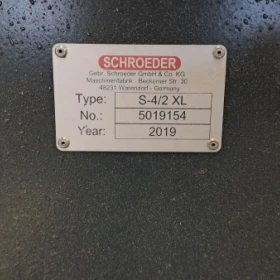 SCHROEDER
Gebr. Schroeder GmbH & Co. KG
Maschinenfabrik - Beckumer Str. 30
48231 Warendorf - Germany
Type: S-4/2 XL
No.: 5019154
Year: 2019